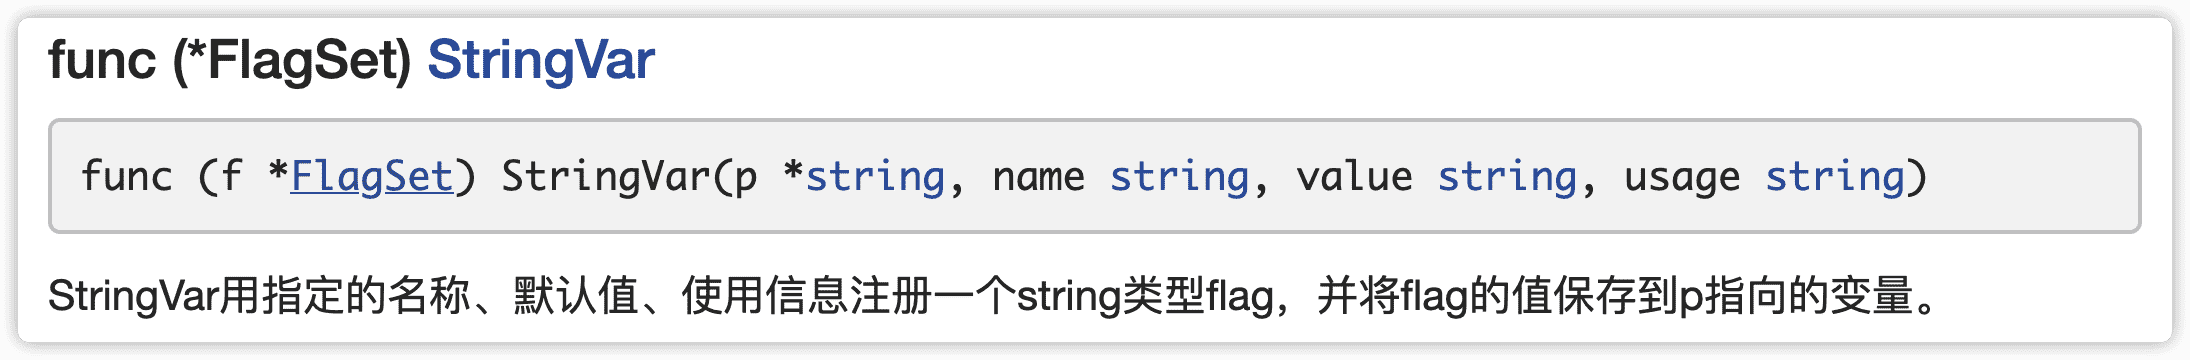 func (*FlagSet) StringVar
func (f *FlagSet) StringVar(p *string, name string, value string, usage string)
StringVar用指定的名称、默认值、使用信息注册一个string类型flag，并将flag的值保存到p指向的变量。